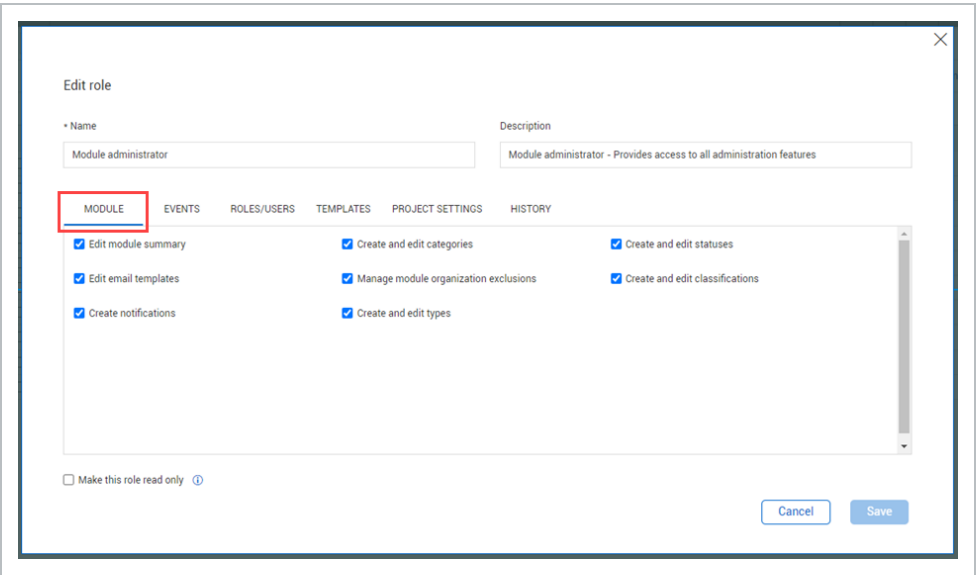 Edit role
* Name
Description
Module administrator
Module administrator - Provides access to all administration features
MODULE EVENTS ROLES/USERS TEMPLATES PROJECT SETTINGS HISTORY
Edit module summary
Create and edit categories
Create and edit statuses
Edit email templates
Manage module organization exclusions
Create and edit classifications
Create notifications
Create and edit types
Make this role read only
Cancel
Save